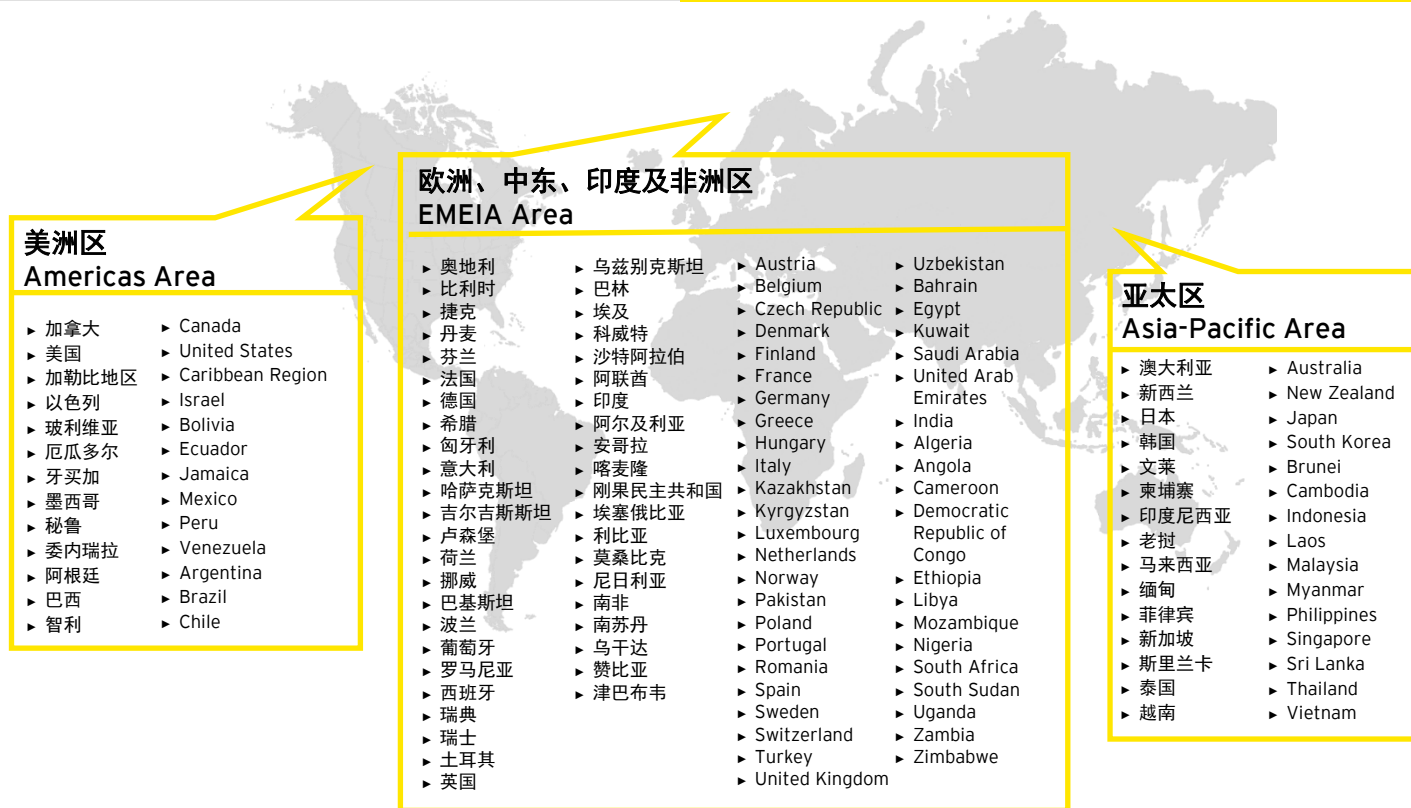 美洲区
Americas Area
► 加拿大
► 美国
► 加勒比地区
► 以色列
► 玻利维亚
► 厄瓜多尔
► 牙买加
► 墨西哥
► 秘鲁
► 委内瑞拉
► 阿根廷
► 巴西
► 智利
► Canada
► United States
► Caribbean Region
► Israel
► Bolivia
► Ecuador
► Jamaica
► Mexico
► Peru
► Venezuela
► Argentina
► Brazil
► Chile
欧洲、中东、印度及非洲区
EMEIA Area
► 奥地利
► 比利时
► 捷克
► 丹麦
► 芬兰
► 法国
► 德国
► 希腊
► 匈牙利
► 意大利
► 哈萨克斯坦
► 吉尔吉斯斯坦
► 卢森堡
► 荷兰
► 挪威
► 巴基斯坦
► 波兰
► 葡萄牙
► 罗马尼亚
► 西班牙
► 瑞典
► 瑞士
► 土耳其
► 英国
► 乌兹别克斯坦
► 巴林
► 埃及
► 科威特
► 沙特阿拉伯
► 阿联酋
► 印度
► 阿尔及利亚
► 安哥拉
► 喀麦隆
► 刚果民主共和国
► 埃塞俄比亚
► 利比亚
► 莫桑比克
► 尼日利亚
► 南非
► 南苏丹
► 乌干达
► 赞比亚
► 津巴布韦
► Austria
► Belgium
► Czech Republic
► Denmark
► Finland
► France
► Germany
► Greece
► Hungary
► Italy
► Kazakhstan
► Kyrgyzstan
► Luxembourg
► Netherlands
► Norway
► Pakistan
► Poland
► Portugal
► Romania
► Spain
► Sweden
► Switzerland
► Turkey
► United Kingdom
► Uzbekistan
► Bahrain
► Egypt
► Kuwait
► Saudi Arabia
► United Arab
Emirates
► India
► Algeria
► Angola
► Cameroon
► Democratic
Republic of
Congo
► Ethiopia
► Libya
► Mozambique
► Nigeria
► South Africa
► South Sudan
► Uganda
► Zambia
► Zimbabwe
亚太区
Asia-Pacific Area
► 澳大利亚
► 新西兰
► 日本
► 韩国
► 文莱
► 柬埔寨
► 印度尼西亚
► 老挝
► 马来西亚
► 缅甸
► 菲律宾
► 新加坡
► 斯里兰卡
► 泰国
► 越南
► Australia
► New Zealand
► Japan
► South Korea
► Brunei
► Cambodia
► Indonesia
► Laos
► Malaysia
► Myanmar
► Philippines
► Singapore
► Sri Lanka
► Thailand
► Vietnam